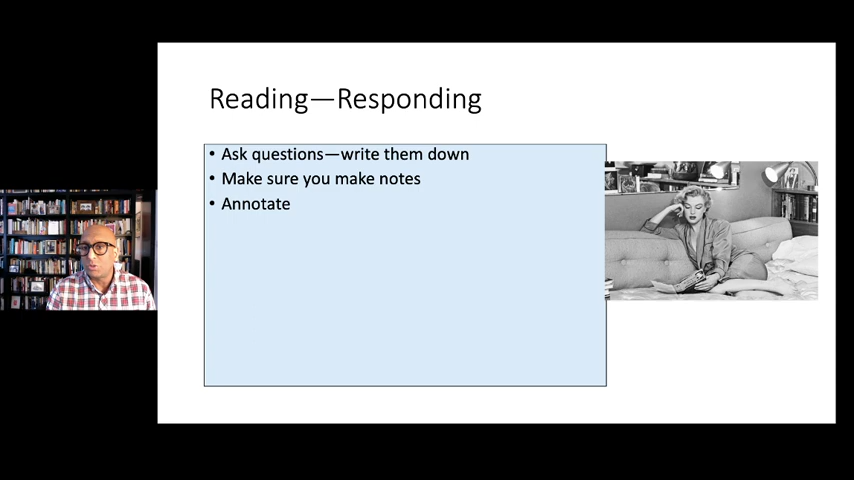 Reading—Responding
• Ask questions—write them down
• Make sure you make notes
• Annotate